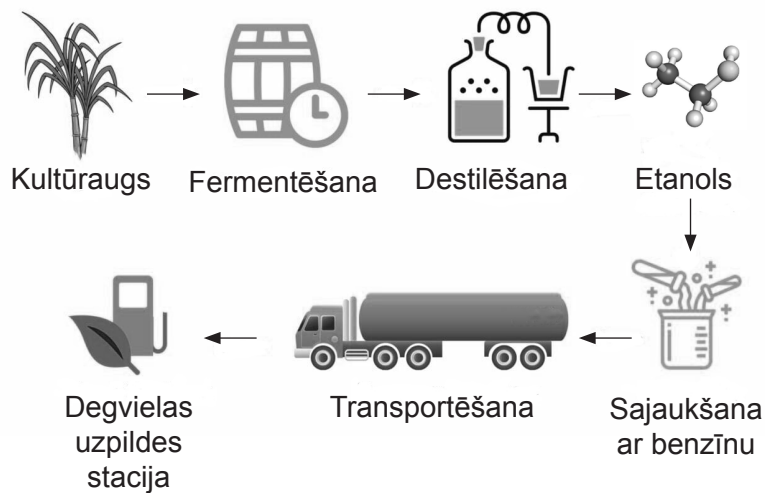 Kultūraugs
Fermentēšana
Destilēšana
Etanols
Degvielas
uzpildes
stacija
Transportēšana
Sajaukšana
ar benzīnu